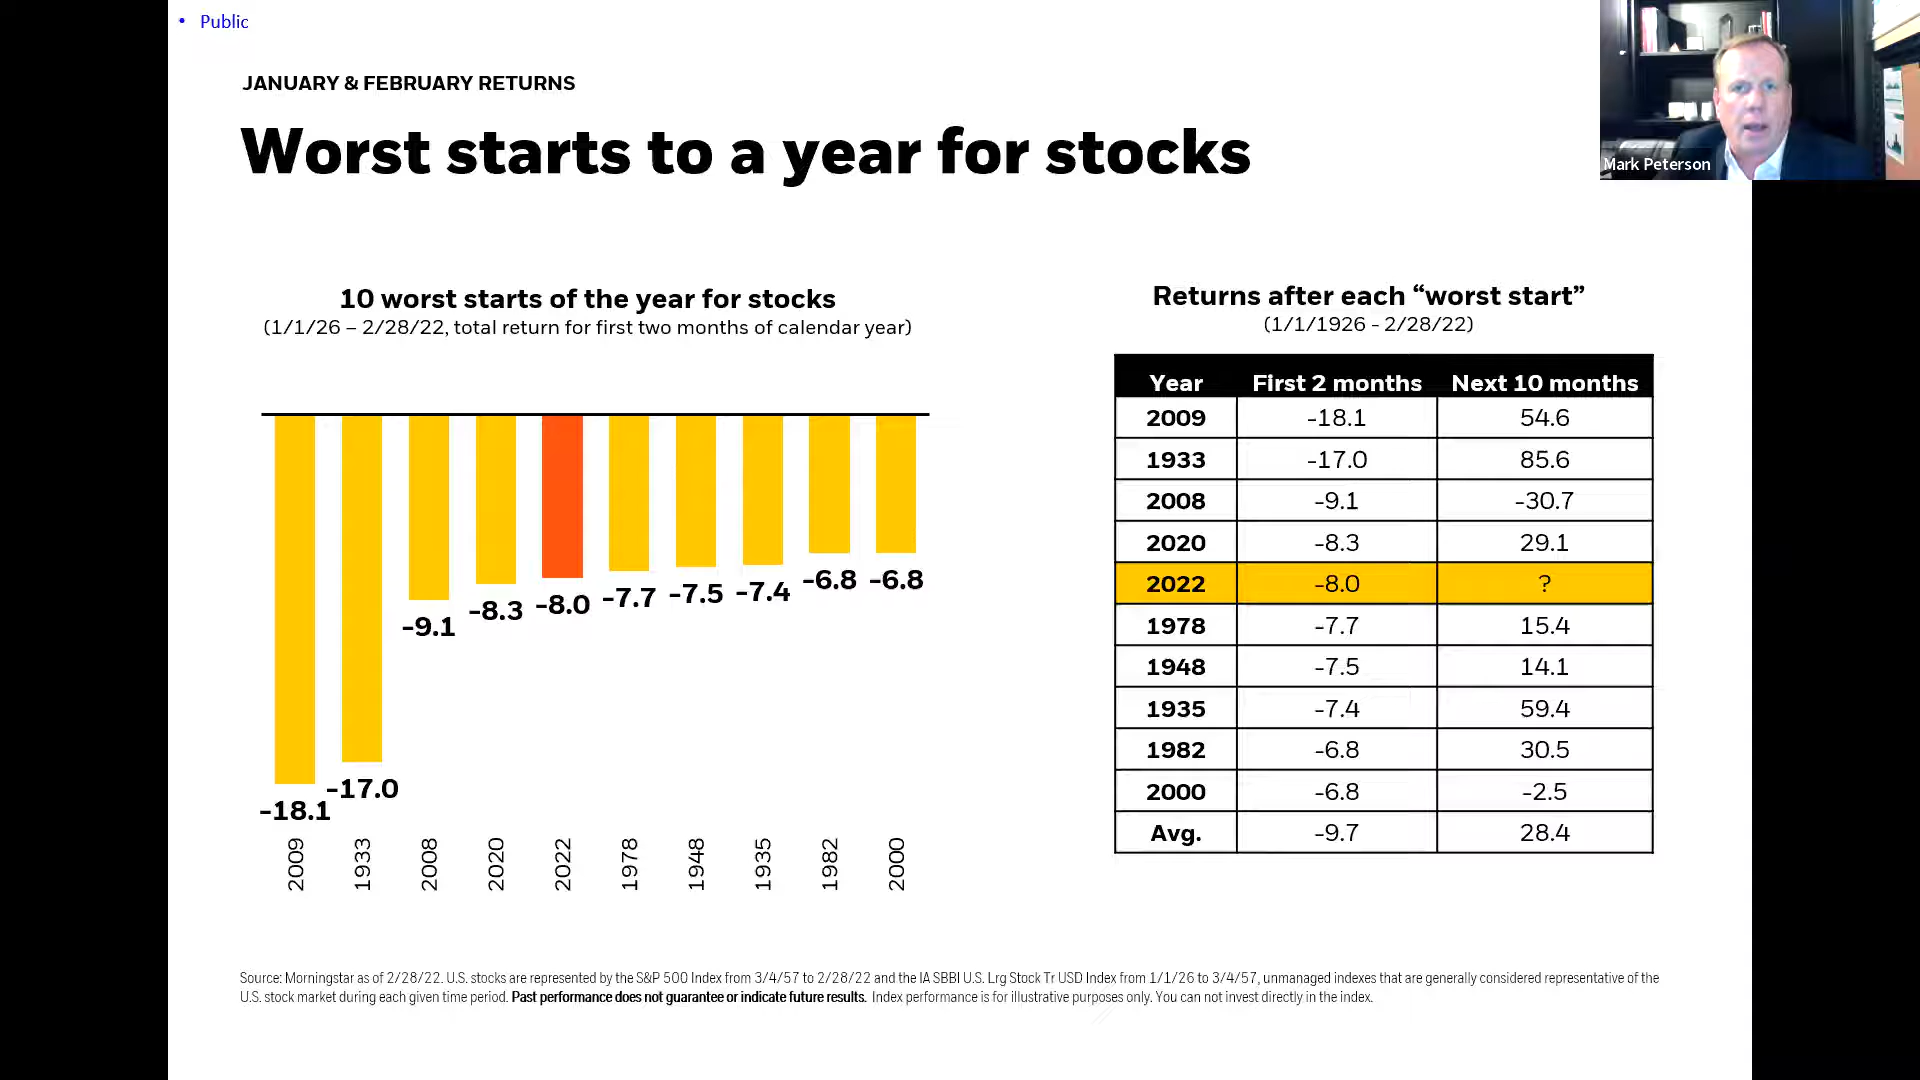 • Public
JANUARY & FEBRUARY RETURNS
Worst starts to a year for stocks
Mark Peterson
10 worst starts of the year for stocks
(1/1/26 – 2/28/22, total return for first two months of calendar year)
-18.1
-17.0
-9.1
-8.3
-8.0
-7.7
-7.5
-7.4
-6.8
-6.8
2009
1933
2008
2020
2022
1978
1948
1935
1982
2000
Returns after each “worst start”
(1/1/1926 - 2/28/22)
Year First 2 months Next 10 months
2009 -18.1 54.6
1933 -17.0 85.6
2008 -9.1 -30.7
2020 -8.3 29.1
2022 -8.0 ?
1978 -7.7 15.4
1948 -7.5 14.1
1935 -7.4 59.4
1982 -6.8 30.5
2000 -6.8 -2.5
Avg. -9.7 28.4
Source: Morningstar as of 2/28/22. U.S. stocks are represented by the S&P 500 Index from 3/4/57 to 2/28/22 and the IA SBBI U.S. Lrg Stock Tr USD Index from 1/1/26 to 3/4/57, unmanaged indexes that are generally considered representative of the
U.S. stock market during each given time period. Past performance does not guarantee or indicate future results. Index performance is for illustrative purposes only. You can not invest directly in the index.